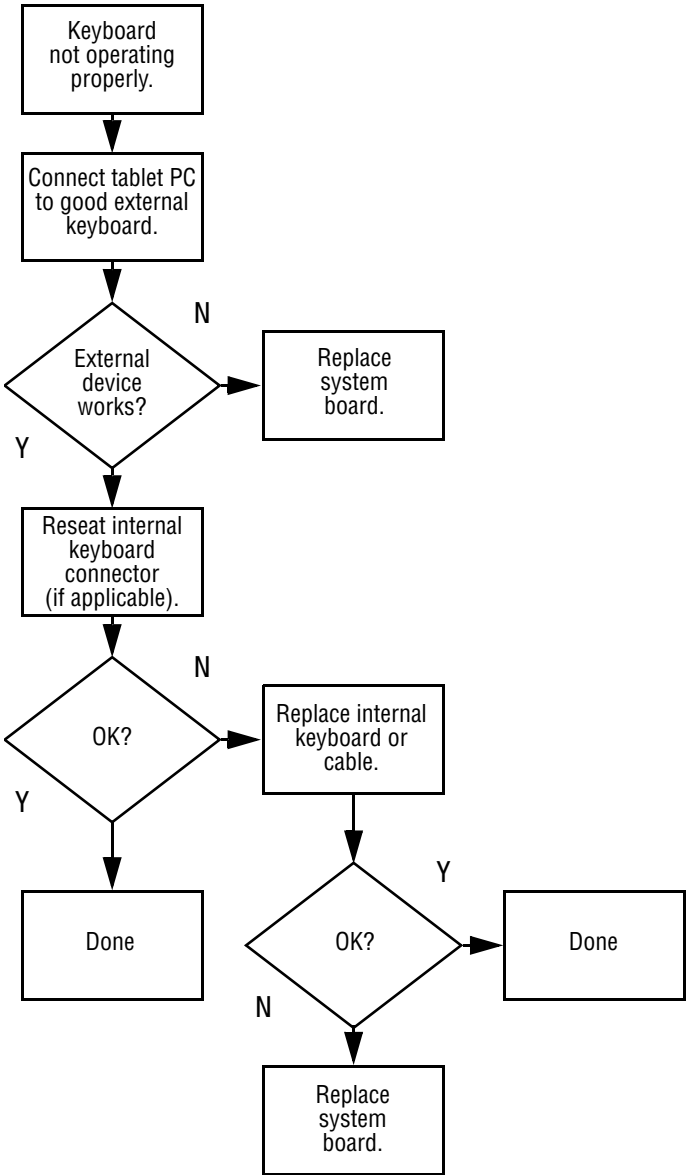 Keyboard
not operating
properly.
Connect tablet PC
to good external
keyboard.
N
External
device
works?
Replace
system
board.
Y
Reseat internal
keyboard
connector
(if applicable).
N
OK?
Replace internal
keyboard or
cable.
Y
Y
Done
OK?
Done
N
Replace
system
board.